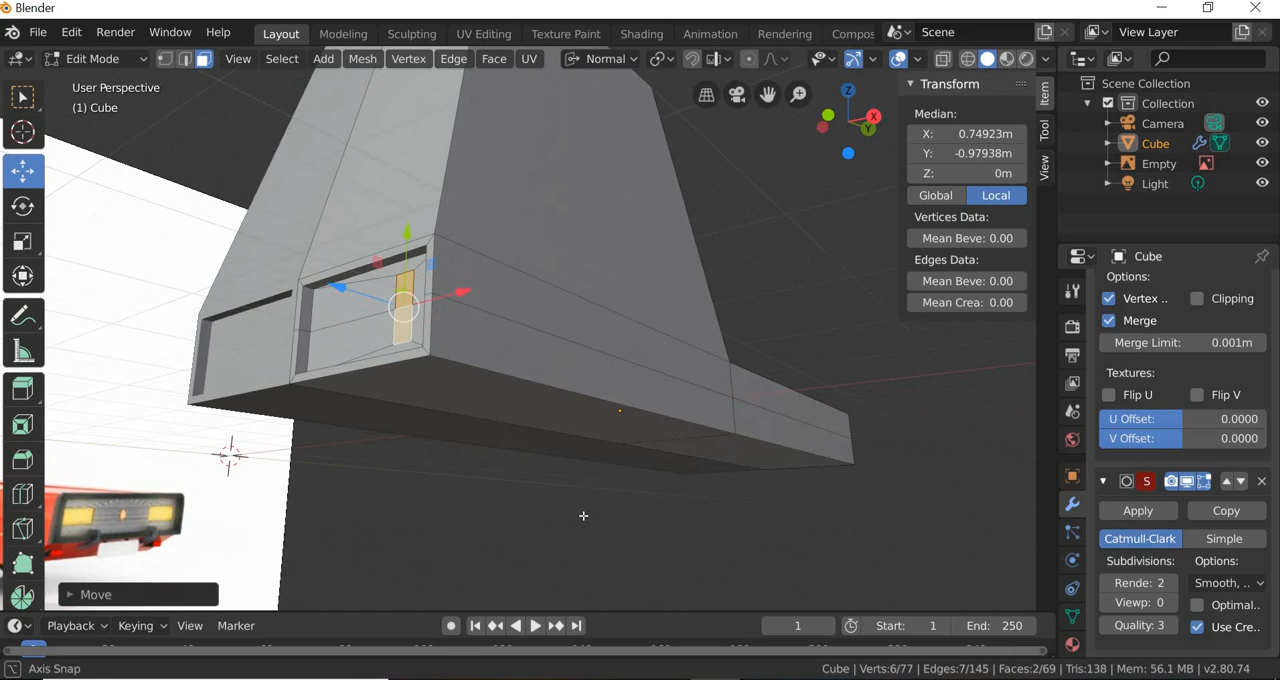 Blender
File Edit Render Window Help Layout Modeling Sculpting UV Editing Texture Paint Shading Animation Rendering Compos Scene View Layer
Edit Mode View Select Add Mesh Vertex Edge Face UV Normal
User Perspective
(1) Cube
Z
X
Y
Transform
Median:
X: 0.74923m
Y: -0.97938m
Z: 0m
Global Local
Vertices Data:
Mean Beve: 0.00
Edges Data:
Mean Beve: 0.00
Mean Crea: 0.00
Item
Tool
View
Scene Collection
Collection
Camera
Cube
Empty
Light
Cube
Options:
Vertex .. Clipping
Merge
Merge Limit: 0.001m
Textures:
Flip U Flip V
U Offset: 0.0000
V Offset: 0.0000
S
Apply Copy
Catmull-Clark Simple
Subdivisions: Options:
Rende: 2 Smooth, ..
Viewp: 0 Optimal..
Quality: 3 Use Cre..
Move
Playback Keying View Marker 1 Start: 1 End: 250
Axis Snap Cube | Verts:6/77 | Edges:7/145 | Faces:2/69 | Tris:138 | Mem: 56.1 MB | v2.80.74